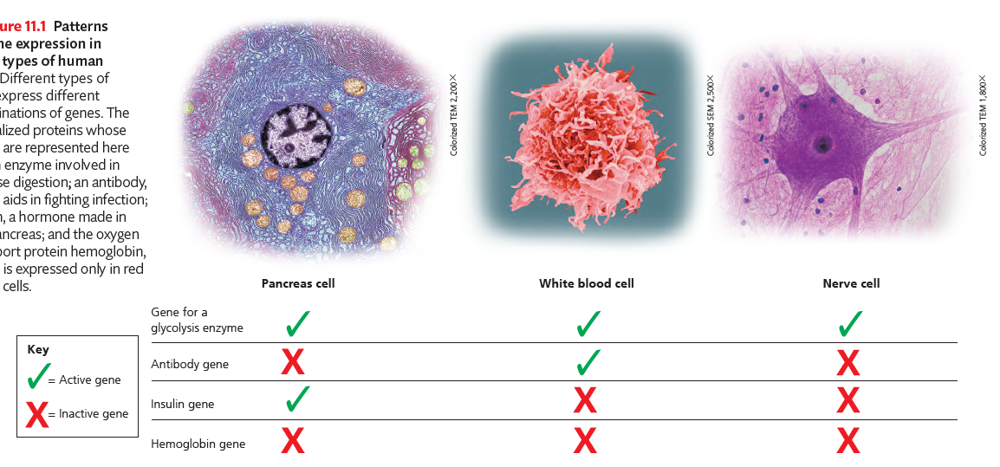 ure 11.1 Patterns
ne expression in
types of human
Different types of
express different
inations of genes. The
alized proteins whose
are represented here
enzyme involved in
se digestion; an antibody,
aids in fighting infection;
n, a hormone made in
ancreas; and the oxygen
port protein hemoglobin,
is expressed only in red
cells.
Colorized TEM 2,200×
Colorized SEM 2,500×
Colorized TEM 1,800×
Pancreas cell
White blood cell
Nerve cell
Gene for a
glycolysis enzyme
Antibody gene
Insulin gene
Hemoglobin gene
Key
= Active gene
= Inactive gene